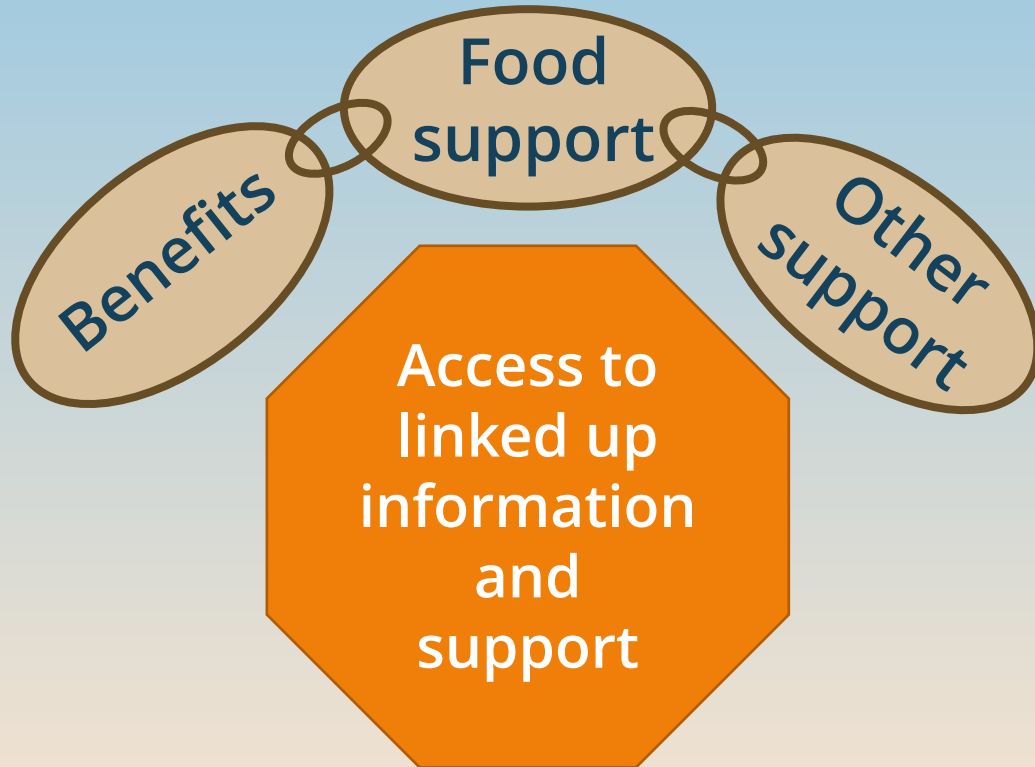 Benefits
Food
support
Other
support
Access to
linked up
information
and
support